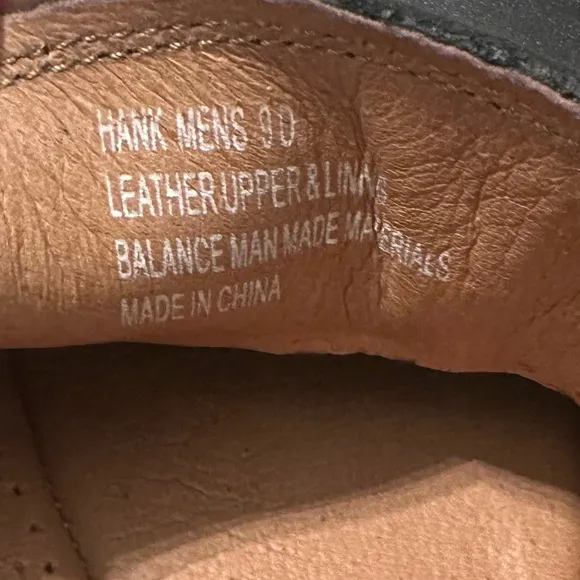 HANK MENS 9 D
LEATHER UPPER & LINING
BALANCE MAN MADE MATERIALS
MADE IN CHINA